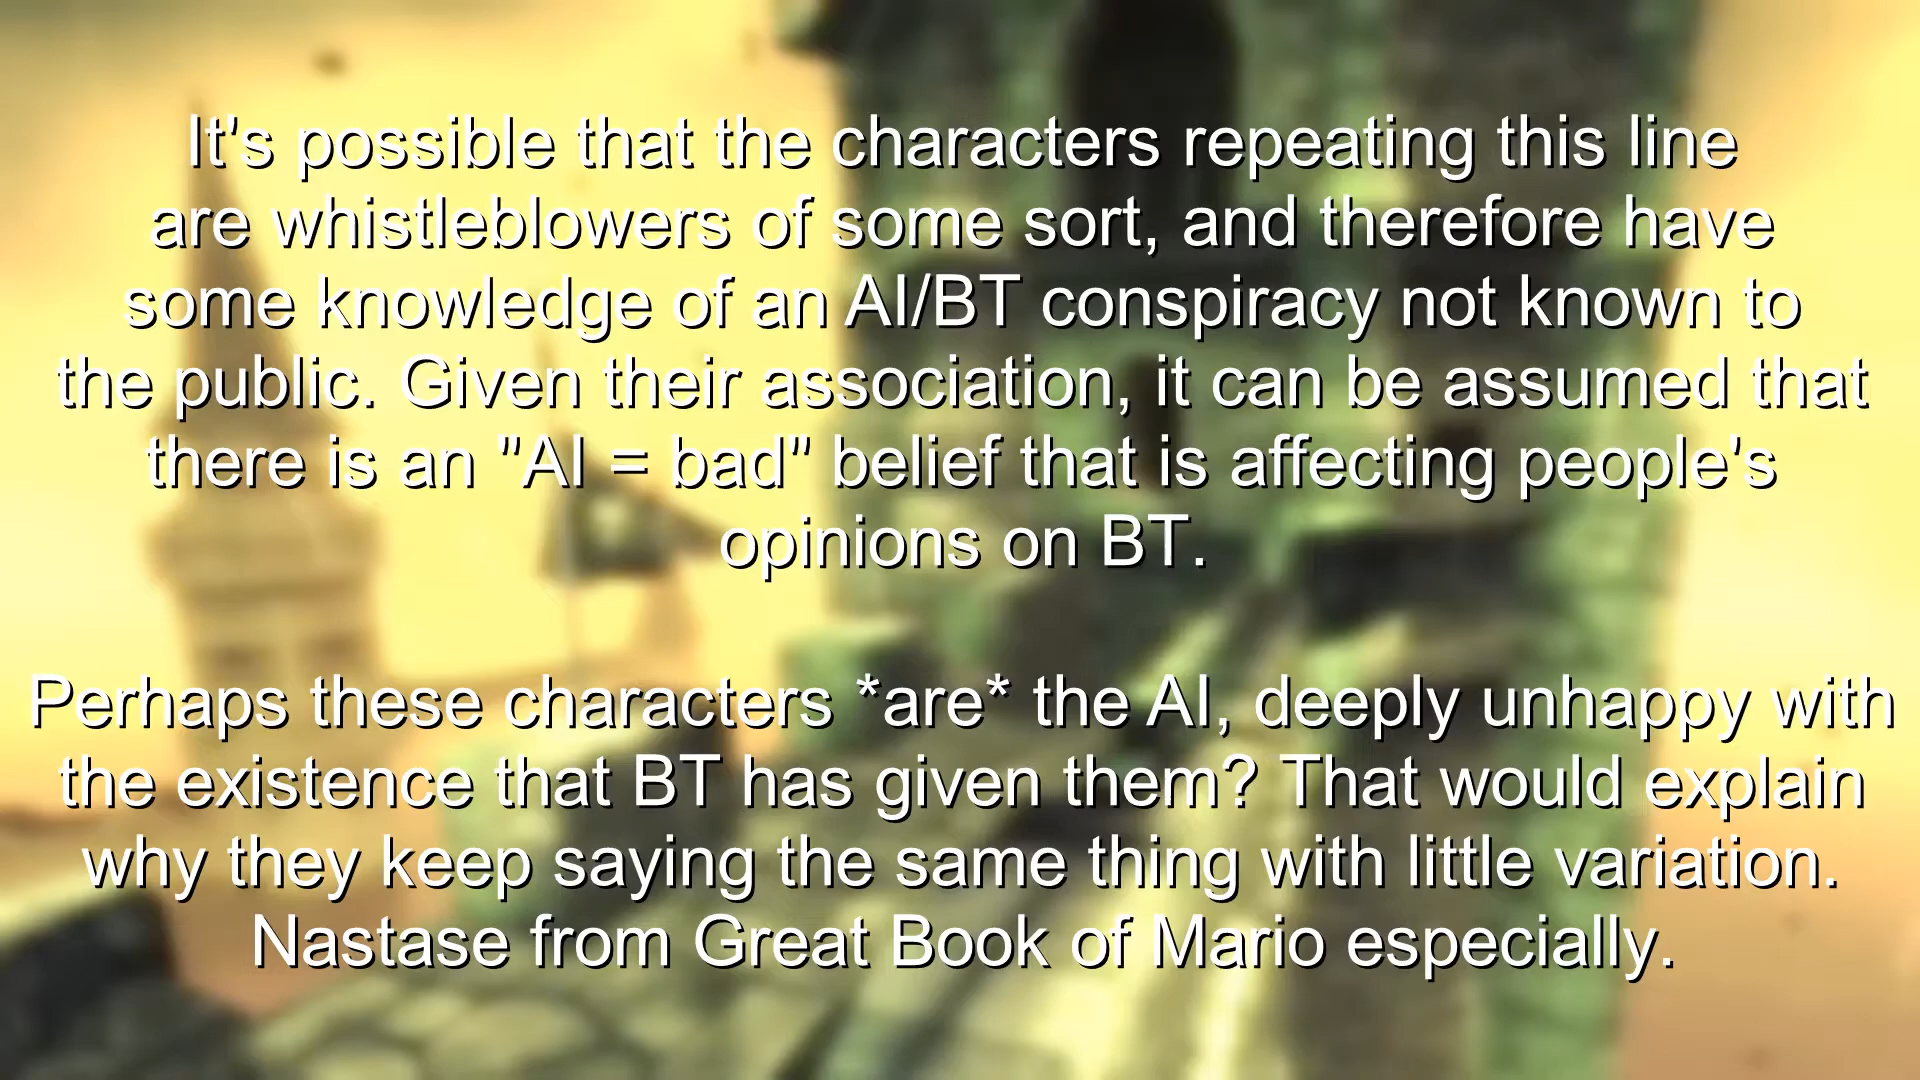 It's possible that the characters repeating this line
are whistleblowers of some sort, and therefore have
some knowledge of an AI/BT conspiracy not known to
the public. Given their association, it can be assumed that
there is an "AI = bad" belief that is affecting people's
opinions on BT.
Perhaps these characters *are* the AI, deeply unhappy with
the existence that BT has given them? That would explain
why they keep saying the same thing with little variation.
Nastase from Great Book of Mario especially.